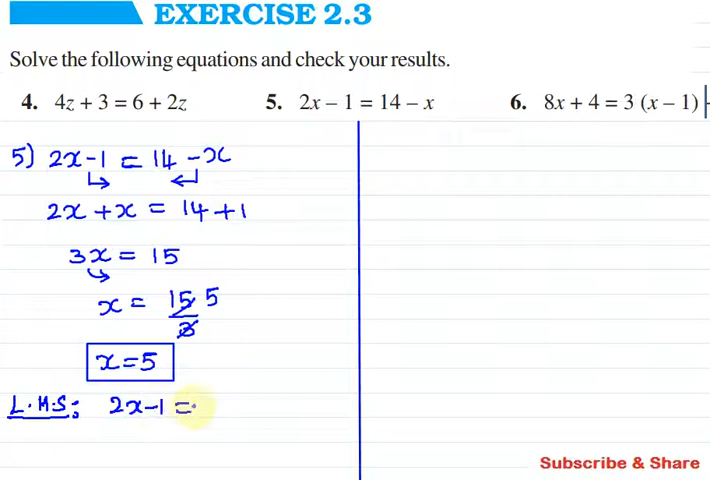 EXERCISE 2.3
Solve the following equations and check your results.
4. 4z + 3 = 6 + 2z 5. 2x – 1 = 14 – x 6. 8x + 4 = 3 (x – 1)
5) 2x - 1 = 14 - x
2x + x = 14 + 1
3x = 15
x = 15/3 5
x = 5
L.H.S: 2x - 1 =
Subscribe & Share